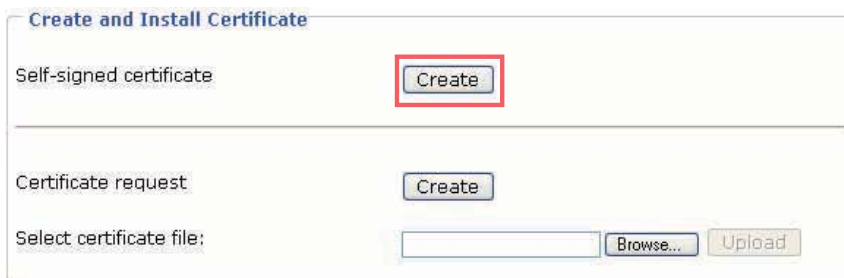 Create and Install Certificate
Self-signed certificate Create
Certificate request Create
Select certificate file: Browse... Upload